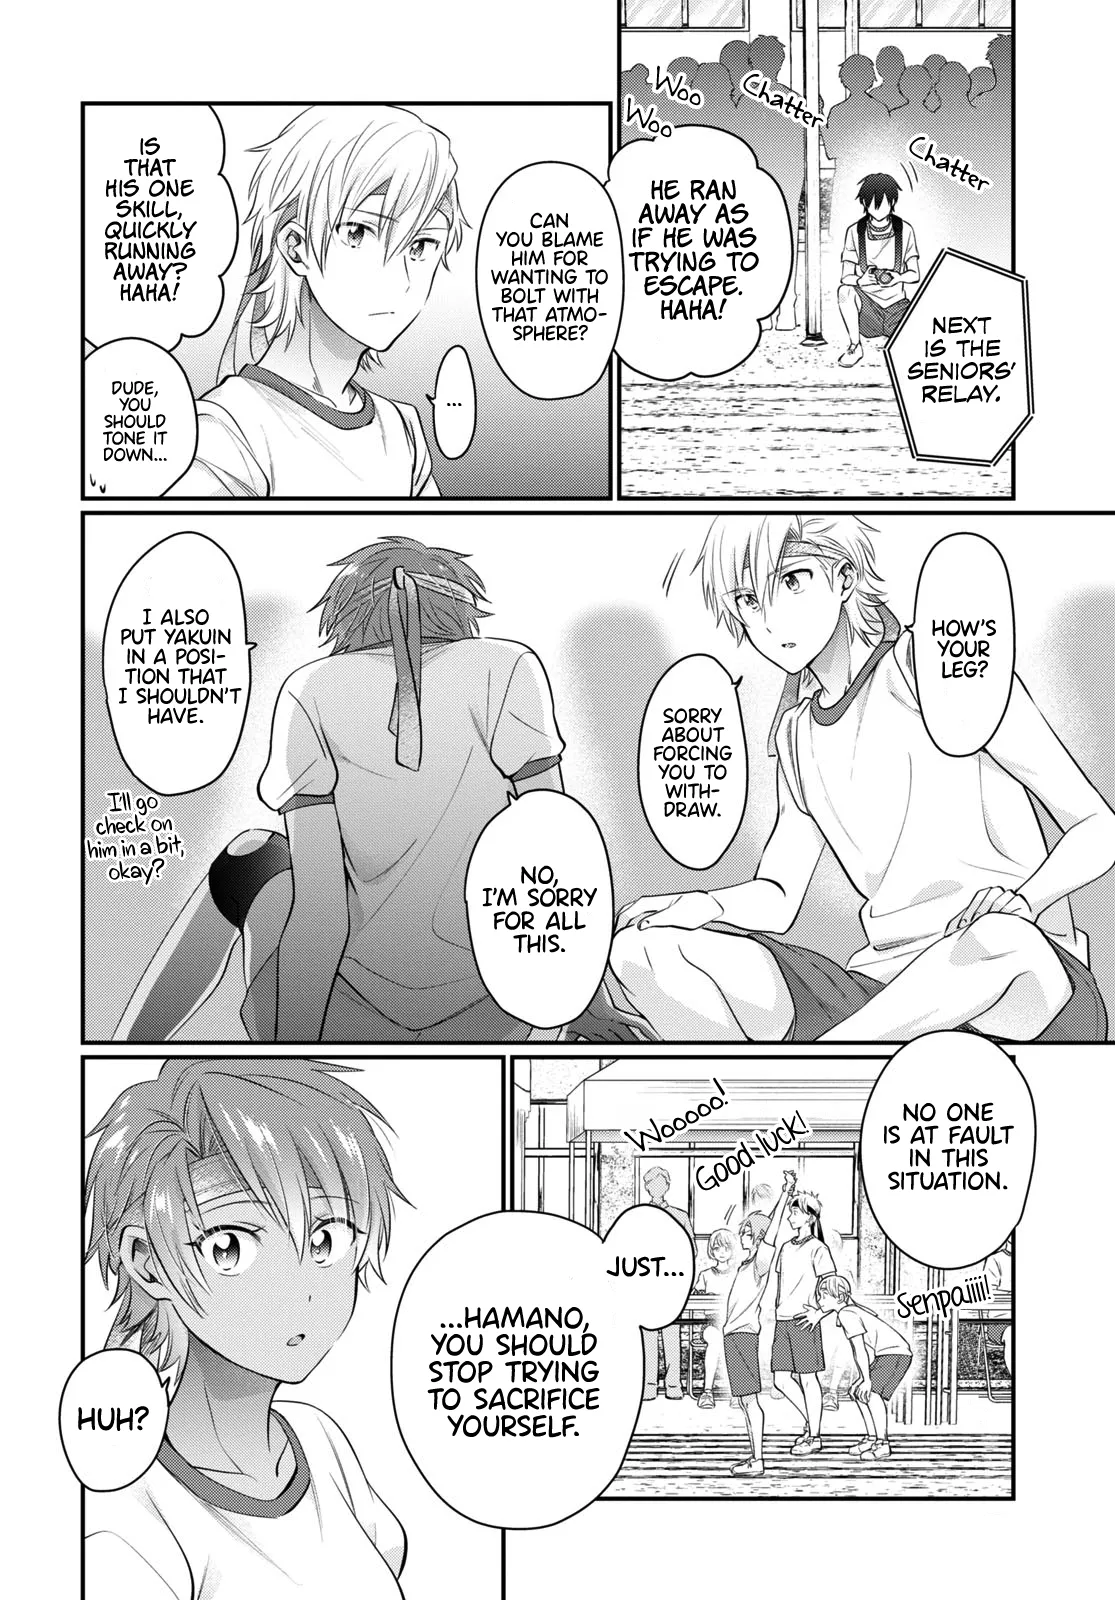 Woo
Woo
Chatter
Chatter
NEXT
IS THE
SENIORS'
RELAY.
HE RAN
AWAY AS
IF HE WAS
TRYING TO
ESCAPE.
HAHA!
CAN
YOU BLAME
HIM FOR
WANTING TO
BOLT WITH
THAT ATMO-
SPHERE?
...
IS
THAT
HIS ONE
SKILL,
QUICKLY
RUNNING
AWAY?
HAHA!
DUDE,
YOU
SHOULD
TONE IT
DOWN...
HOW'S
YOUR
LEG?
SORRY
ABOUT
FORCING
YOU TO
WITH-
DRAW.
NO,
I'M SORRY
FOR ALL
THIS.
I ALSO
PUT YAKUIN
IN A POSI-
TION THAT
I SHOULDN'T
HAVE.
I'll go
check on
him in a bit,
okay?
NO ONE
IS AT FAULT
IN THIS
SITUATION.
Wooooo!
Good luck!
Senpaiiii!
JUST...
...HAMANO,
YOU SHOULD
STOP TRYING
TO SACRIFICE
YOURSELF.
HUH?